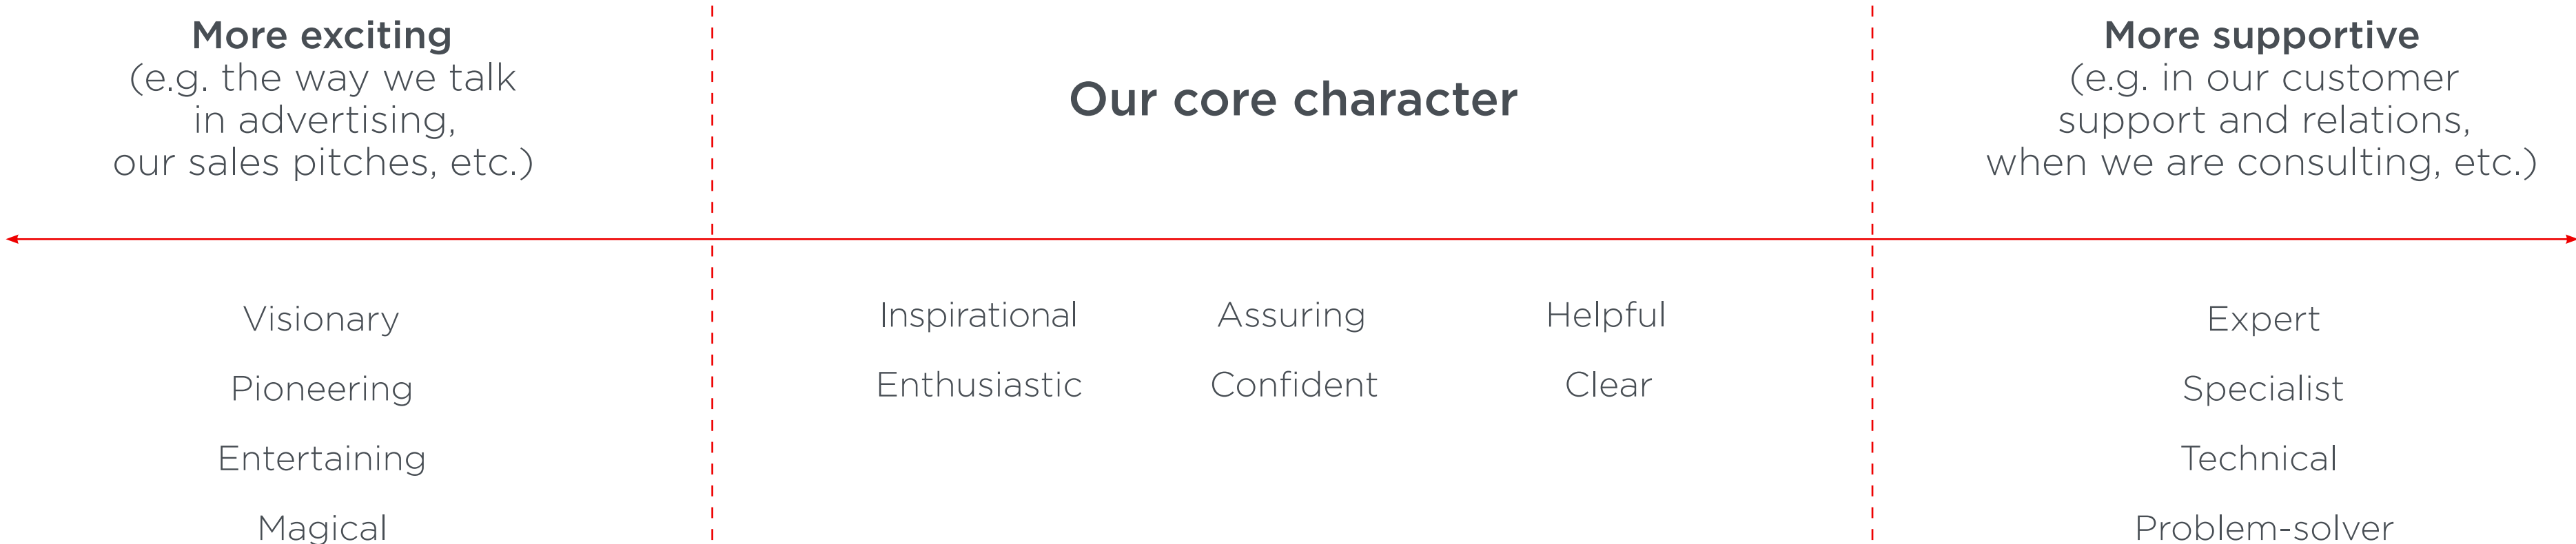 More exciting
(e.g. the way we talk
in advertising,
our sales pitches, etc.)
Our core character
More supportive
(e.g. in our customer
support and relations,
when we are consulting, etc.)
Visionary
Pioneering
Entertaining
Magical
Inspirational
Enthusiastic
Assuring
Confident
Helpful
Clear
Expert
Specialist
Technical
Problem-solver